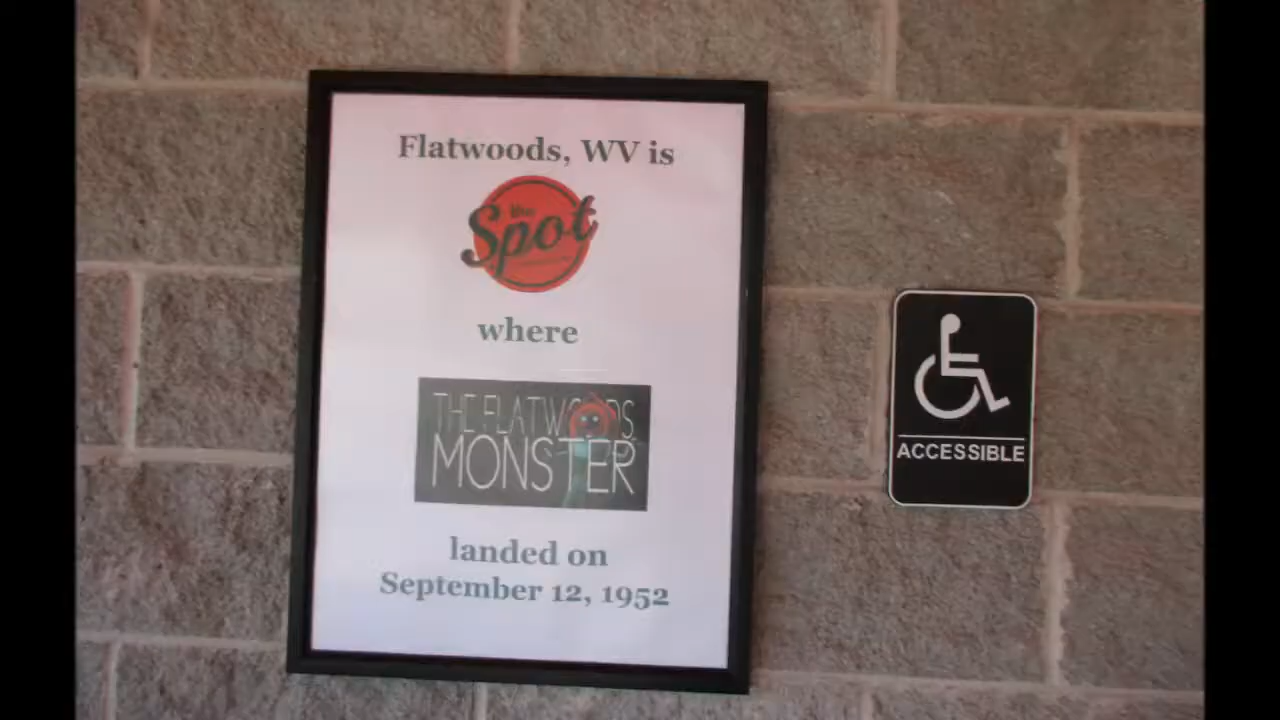 Flatwoods, WV is
the
Spot
where
THE FLATWOODS
MONSTER
landed on
September 12, 1952
ACCESSIBLE